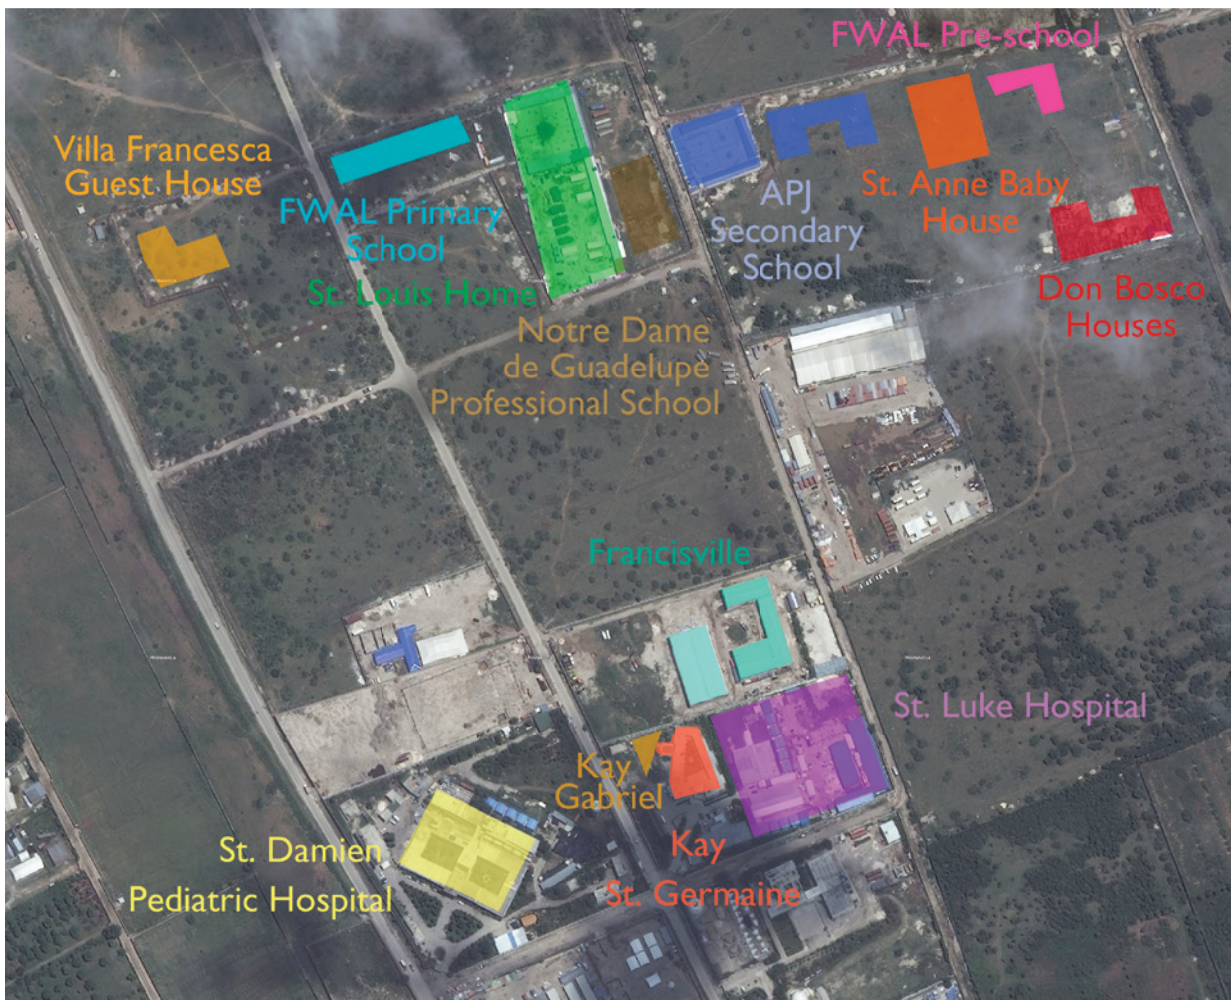 FWAL Pre-school
Villa Francesca
Guest House
FWAL Primary
School
St. Louis Home
APJ
Secondary
School
St. Anne Baby
House
Don Bosco
Houses
Notre Dame
de Guadelupe
Professional School
Francisville
St. Luke Hospital
Kay
Gabriel
Kay
St. Germaine
St. Damien
Pediatric Hospital